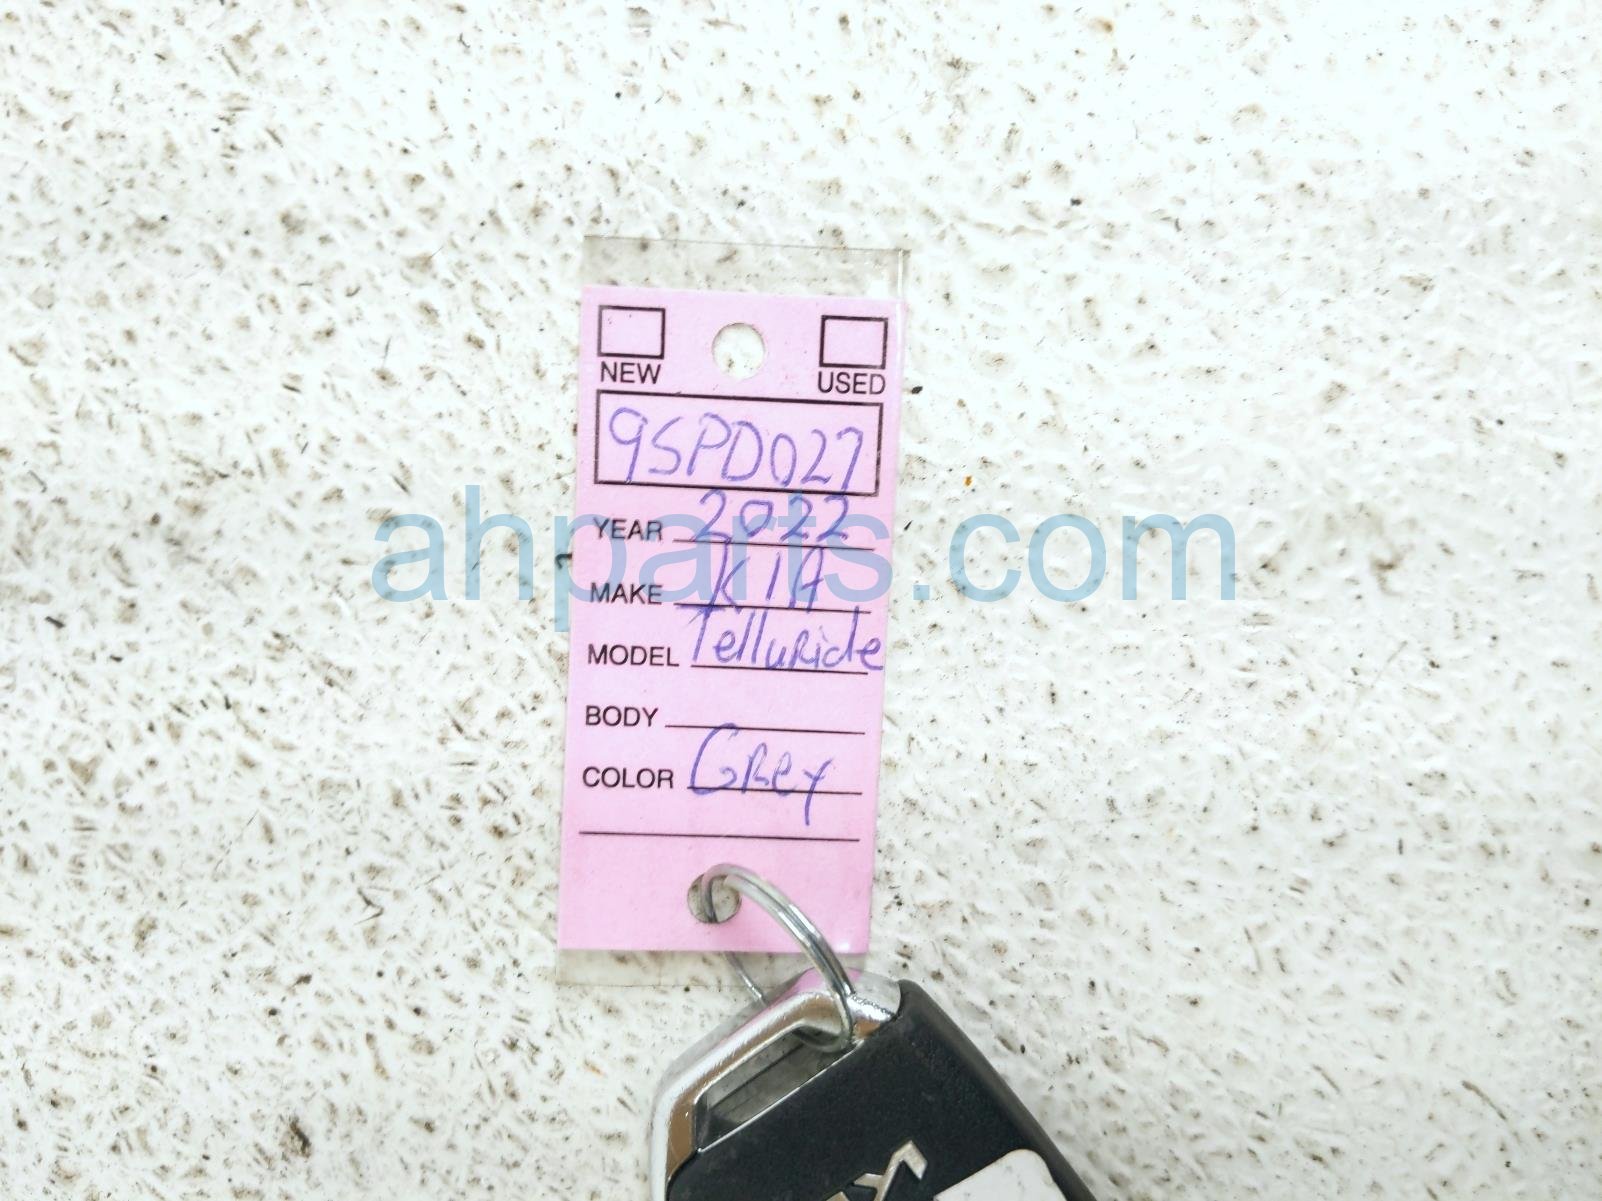 NEW USED
9SPD027
YEAR 2022
ahparts.com
MAKE KIA
MODEL Telluride
BODY
COLOR Grey